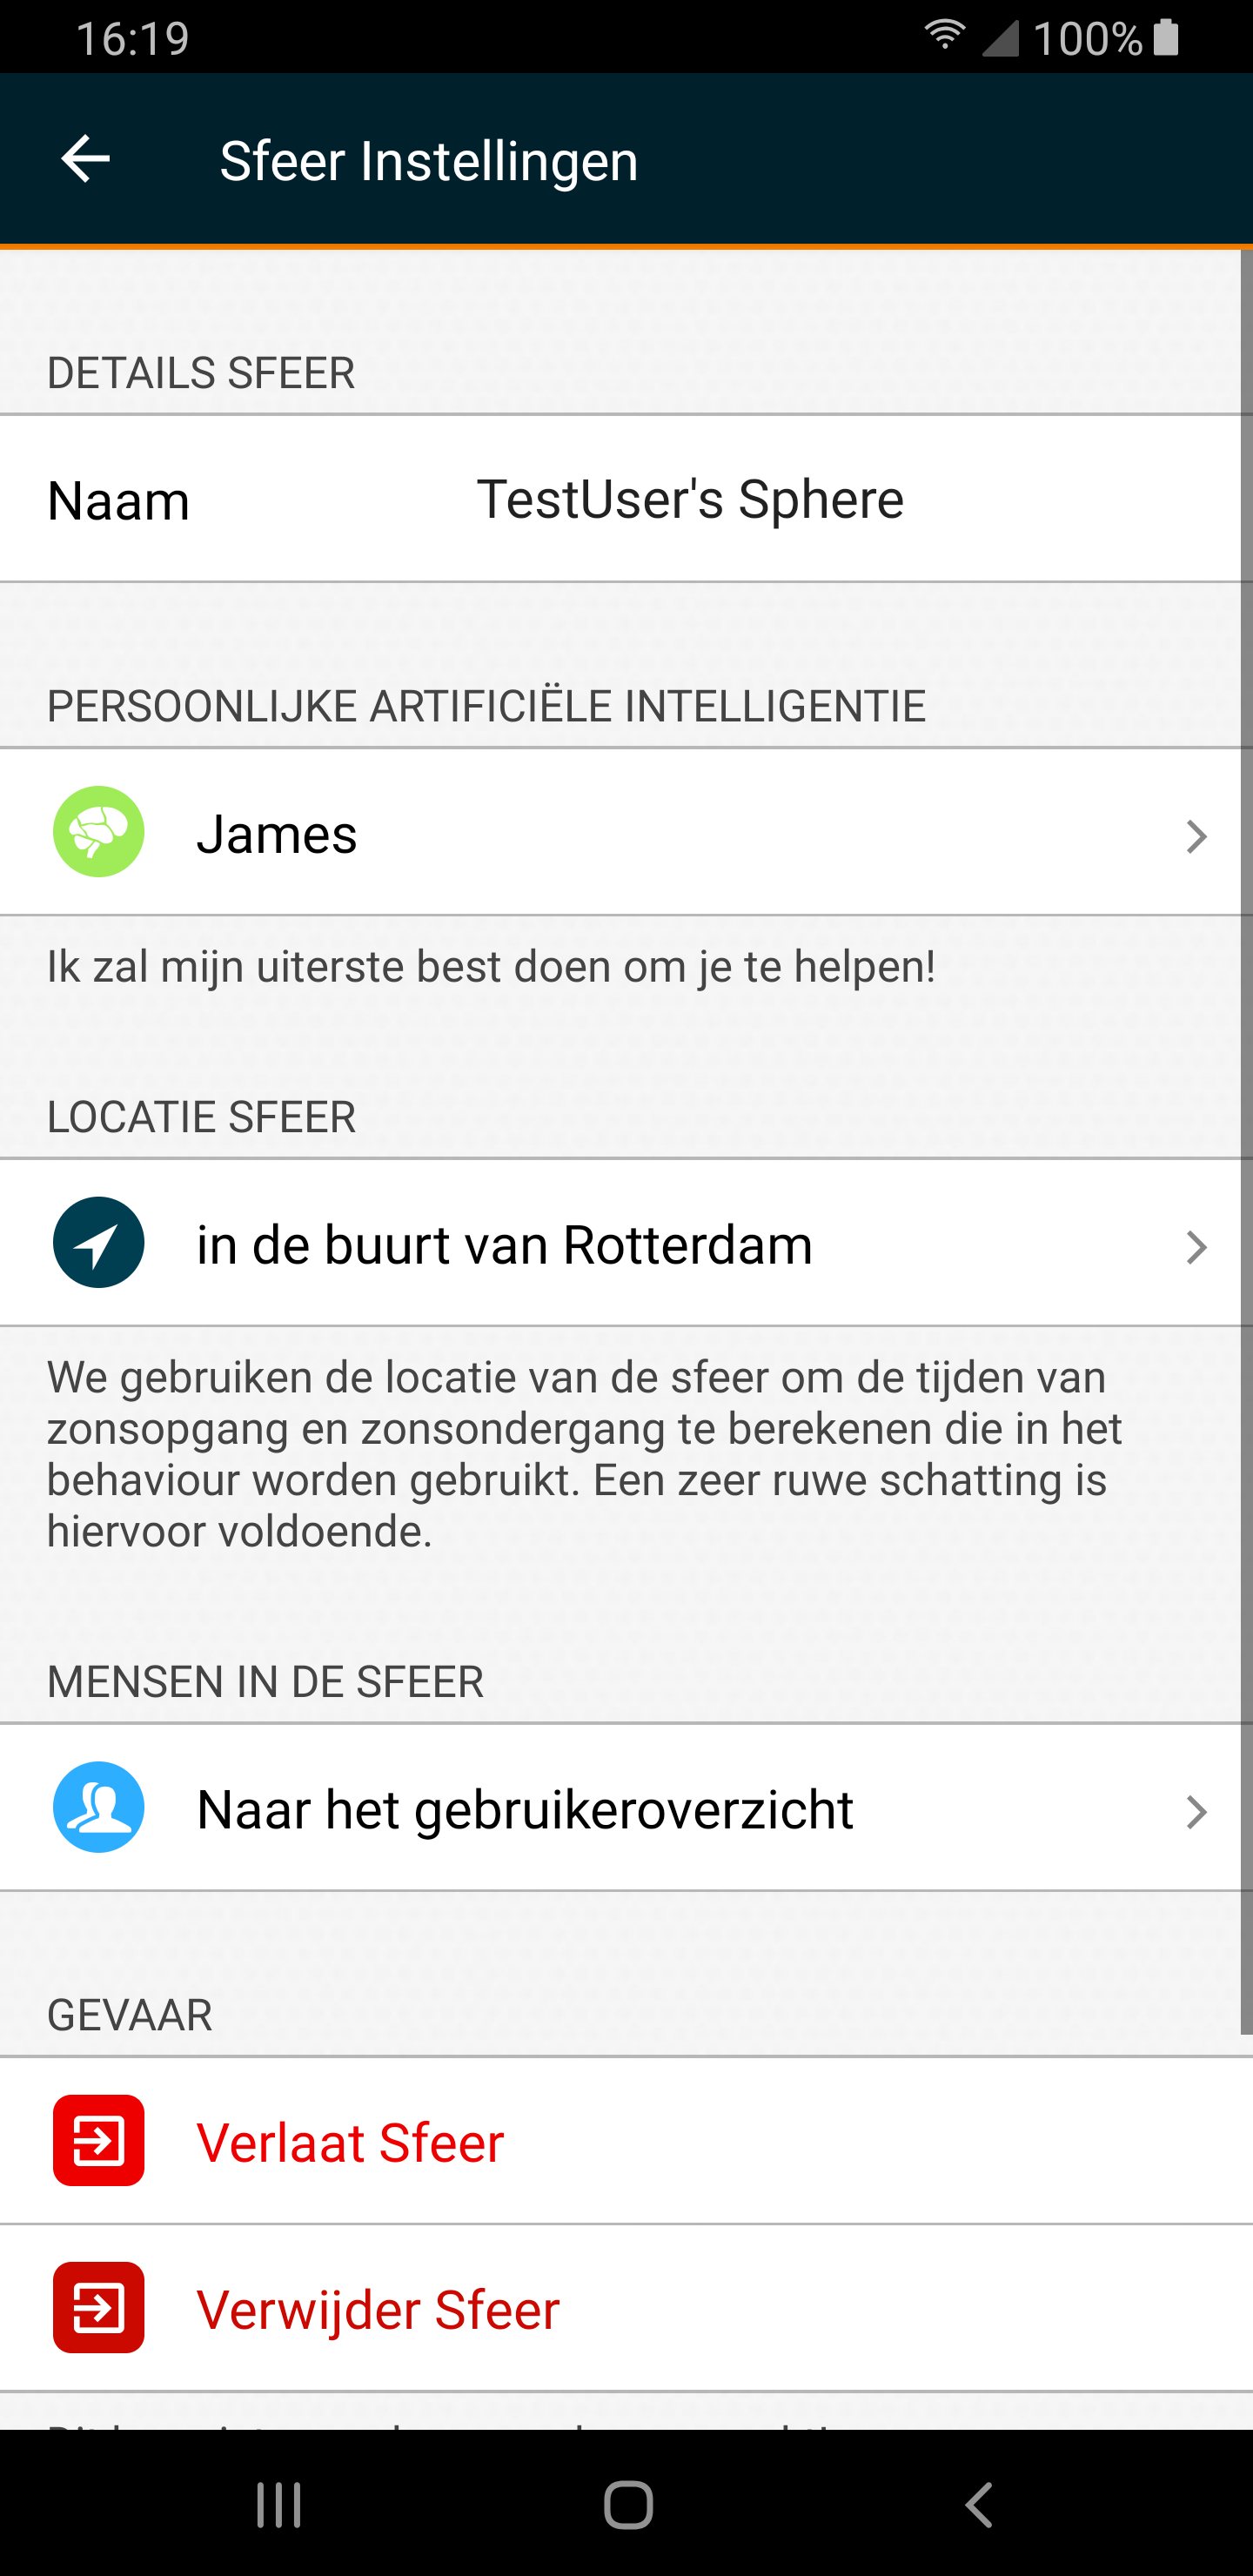 16:19
100%
Sfeer Instellingen
DETAILS SFEER
Naam
TestUser's Sphere
PERSOONLIJKE ARTIFICIËLE INTELLIGENTIE
James
Ik zal mijn uiterste best doen om je te helpen!
LOCATIE SFEER
in de buurt van Rotterdam
We gebruiken de locatie van de sfeer om de tijden van
zonsopgang en zonsondergang te berekenen die in het
behaviour worden gebruikt. Een zeer ruwe schatting is
hiervoor voldoende.
MENSEN IN DE SFEER
Naar het gebruikeroverzicht
GEVAAR
Verlaat Sfeer
Verwijder Sfeer